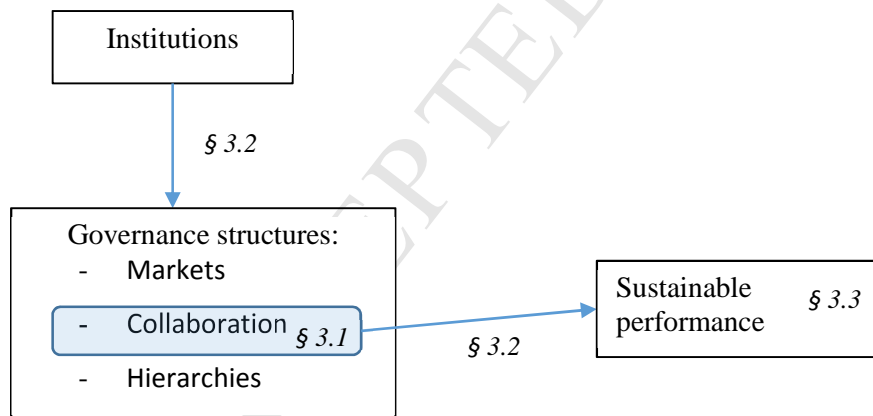 Institutions
§ 3.2
Governance structures:
- Markets
- Collaboration § 3.1
- Hierarchies
§ 3.2
Sustainable § 3.3
performance